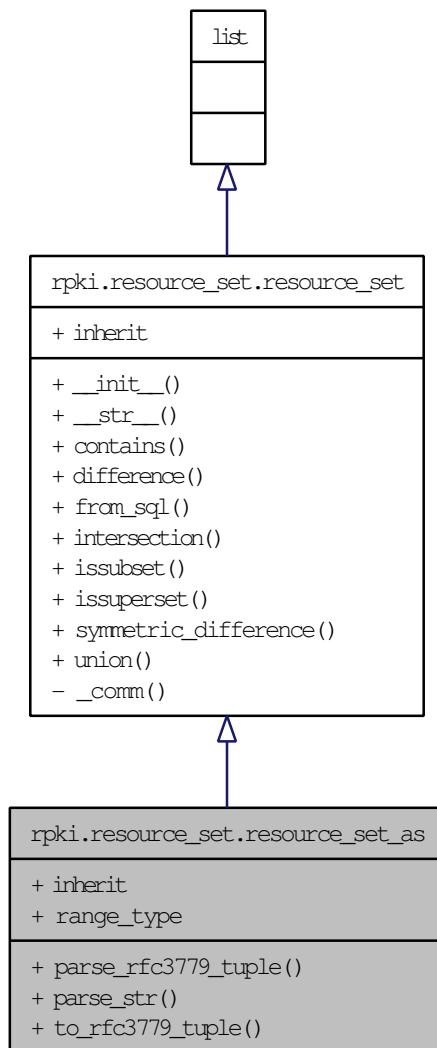 list
rpki.resource_set.resource_set
+ inherit
+ __init__()
+ __str__()
+ contains()
+ difference()
+ from_sql()
+ intersection()
+ issubset()
+ issuperset()
+ symmetric_difference()
+ union()
- _comm()
rpki.resource_set.resource_set_as
+ inherit
+ range_type
+ parse_rfc3779_tuple()
+ parse_str()
+ to_rfc3779_tuple()